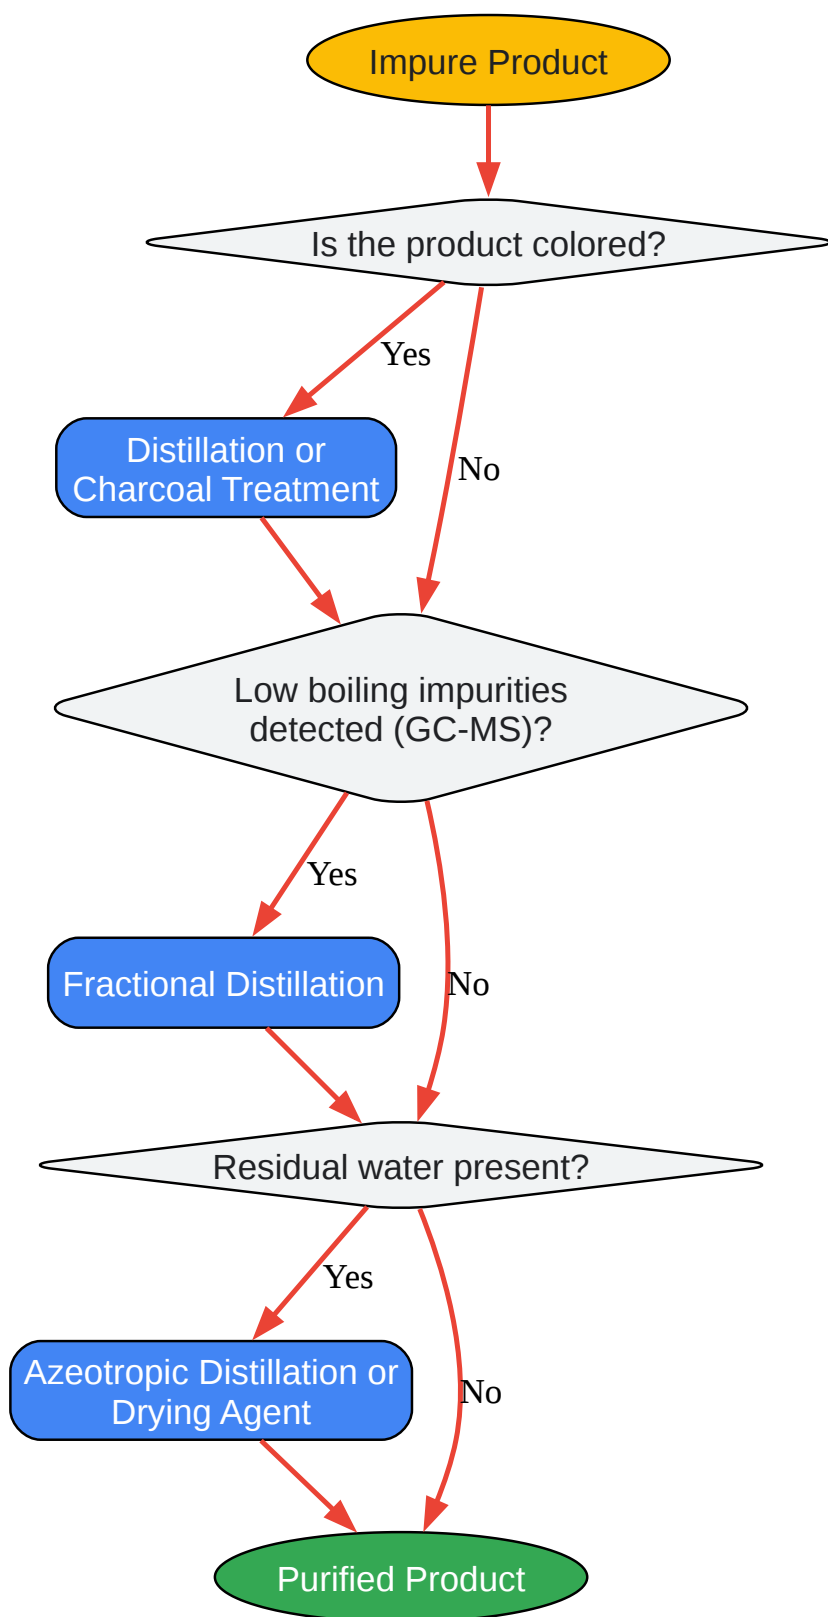 Impure Product
Is the product colored?
Yes
No
Distillation or
Charcoal Treatment
Low boiling impurities
detected (GC-MS)?
Yes
No
Fractional Distillation
Residual water present?
Yes
No
Azeotropic Distillation or
Drying Agent
Purified Product